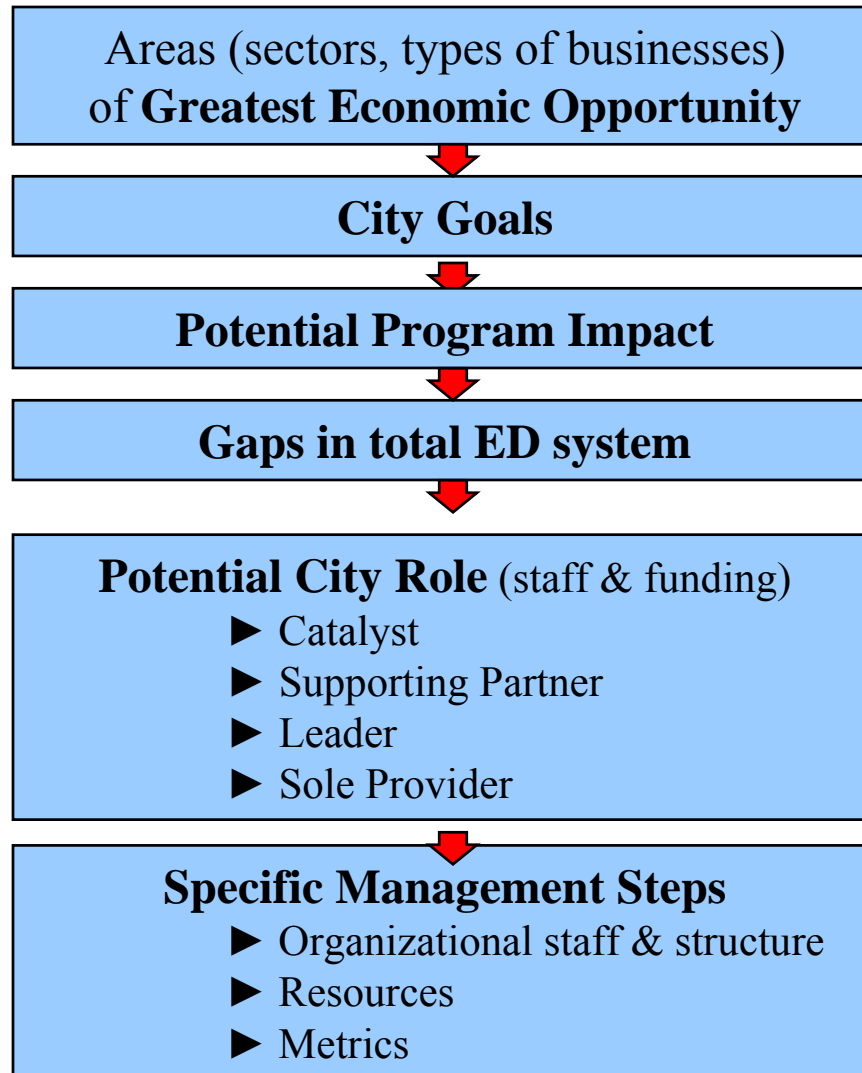 Areas (sectors, types of businesses)
of Greatest Economic Opportunity
City Goals
Potential Program Impact
Gaps in total ED system
Potential City Role (staff & funding)
► Catalyst
► Supporting Partner
► Leader
► Sole Provider
Specific Management Steps
► Organizational staff & structure
► Resources
► Metrics